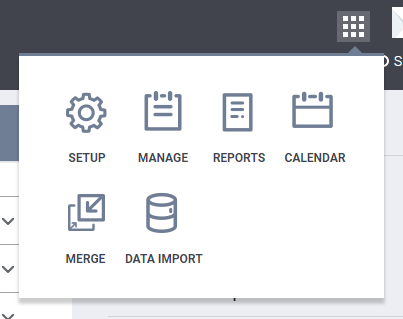 SETUP MANAGE REPORTS CALENDAR
MERGE DATA IMPORT